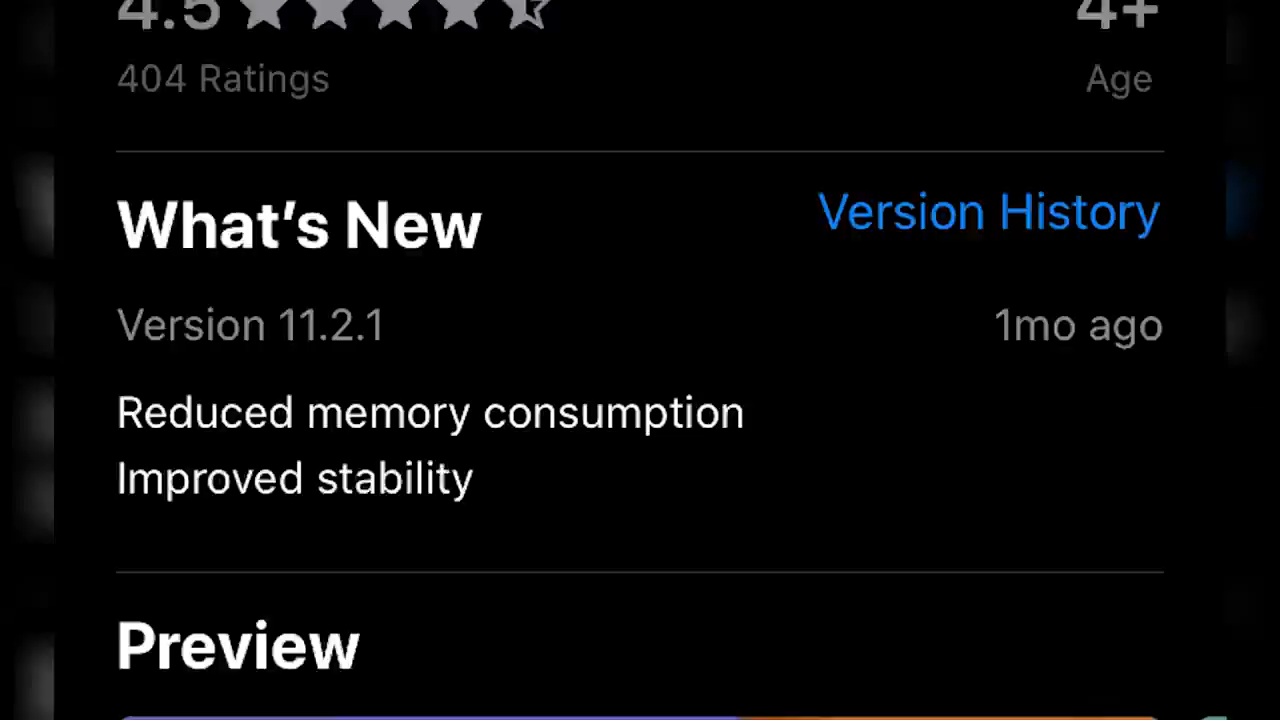 4.5 ★★★★⯪ 4+
404 Ratings Age
What’s New Version History
Version 11.2.1 1mo ago
Reduced memory consumption
Improved stability
Preview